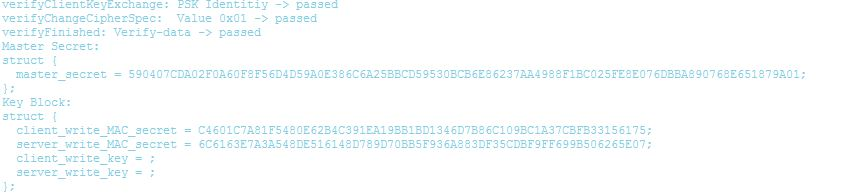 verifyClientKeyExchange: PSK Identitiy -> passed
verifyChangeCipherSpec:  Value 0x01 -> passed
verifyFinished: Verify-data -> passed
Master Secret:
struct {
  master_secret = 590407CDA02F0A60F8F56D4D59A0E386C6A25BBCD59530BCB6E86237AA4988F1BC025FE8E076DBBA890768E651879A01;
};
Key Block:
struct {
  client_write_MAC_secret = C4601C7A81F5480E62B4C391EA19BB1BD1346D7B86C109BC1A37CBFB33156175;
  server_write_MAC_secret = 6C6163E7A3A548DE516148D789D70BB5F936A883DF35CDBF9FF699B506265E07;
  client_write_key = ;
  server_write_key = ;
};